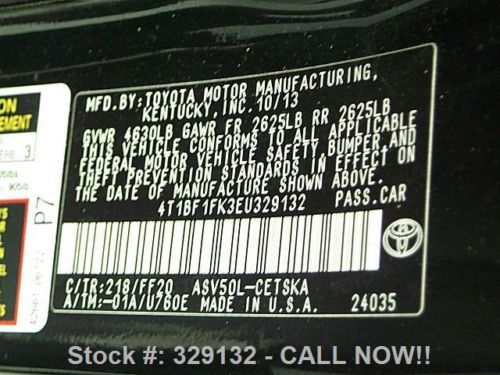 MFD.BY: TOYOTA MOTOR MANUFACTURING,
KENTUCKY, INC. 10/13
GVWR 4630LB GAWR FR 2625LB RR 2625LB
THIS VEHICLE CONFORMS TO ALL APPLICABLE
FEDERAL MOTOR VEHICLE SAFETY, BUMPER, AND
THEFT PREVENTION STANDARDS IN EFFECT ON
THE DATE OF MANUFACTURE SHOWN ABOVE.
4T1BF1FK3EU329132 PASS.CAR
C/TR:218/FF20 ASV50L-CETSKA
A/TM:-01A/U760E MADE IN U.S.A. 24035
P7
3
Stock #: 329132 - CALL NOW!!